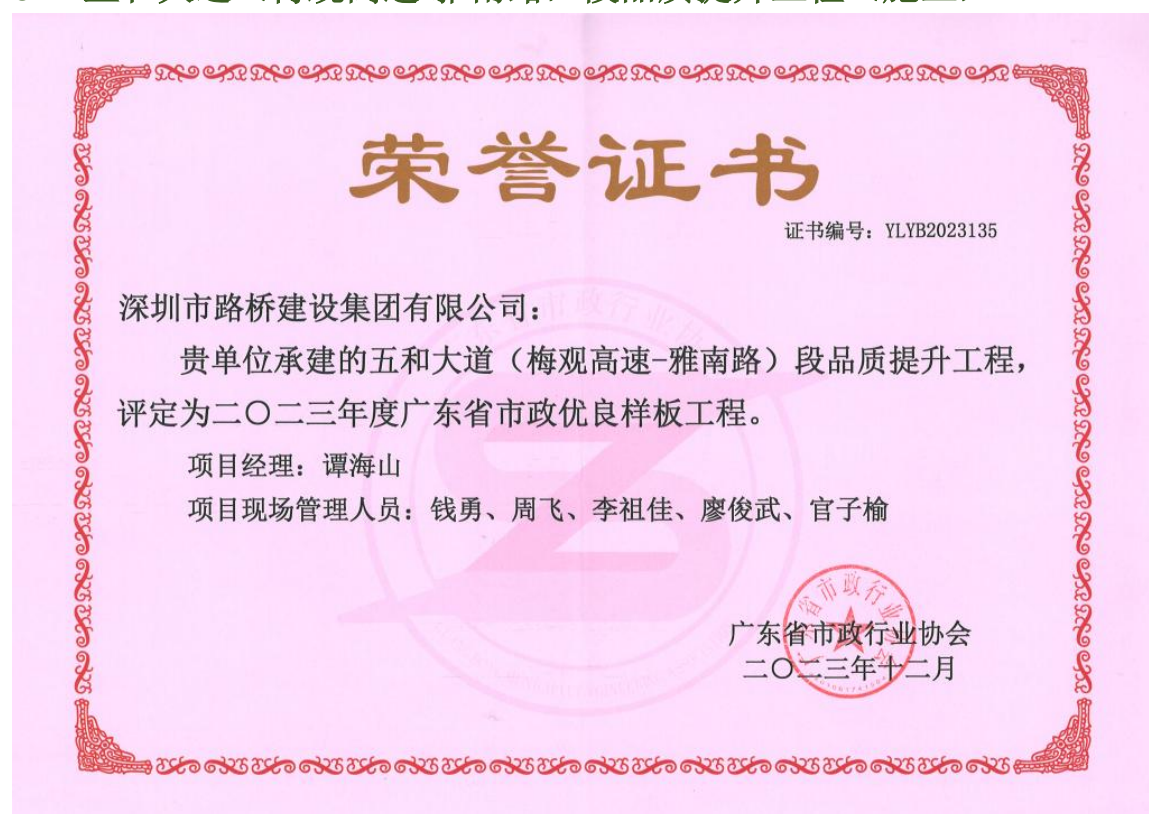 荣誉证书
证书编号：YLYB2023135
深圳市路桥建设集团有限公司：
贵单位承建的五和大道（梅观高速-雅南路）段品质提升工程，
评定为二〇二三年度广东省市政优良样板工程。
项目经理：谭海山
项目现场管理人员：钱勇、周飞、李祖佳、廖俊武、官子榆
广东省市政行业协会
二〇二三年十二月